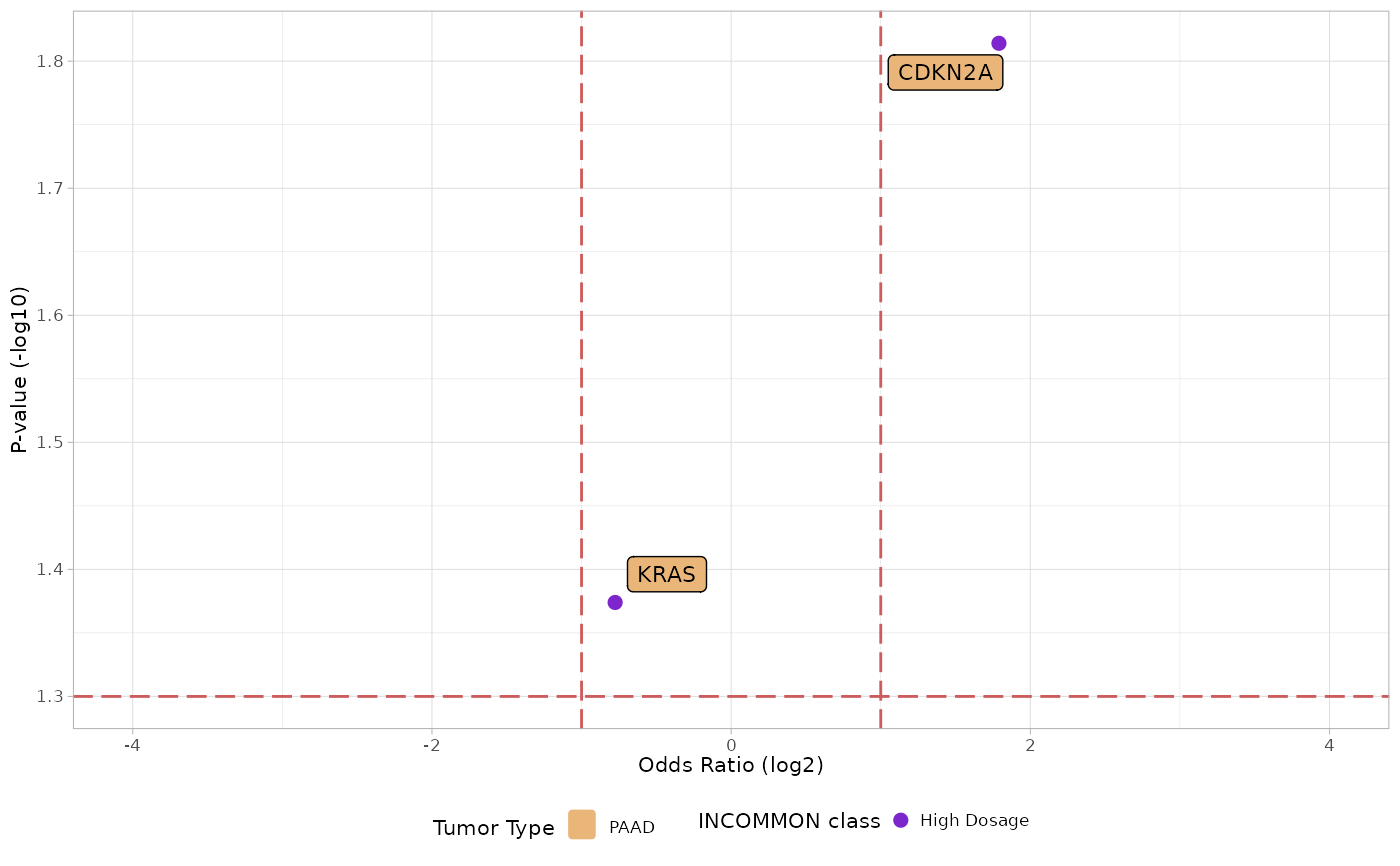 1.8
1.7
1.6
1.5
1.4
1.3
P-value (-log10)
CDKN2A
KRAS
-4 -2 0 2 4
Odds Ratio (log2)
Tumor Type PAAD INCOMMON class High Dosage